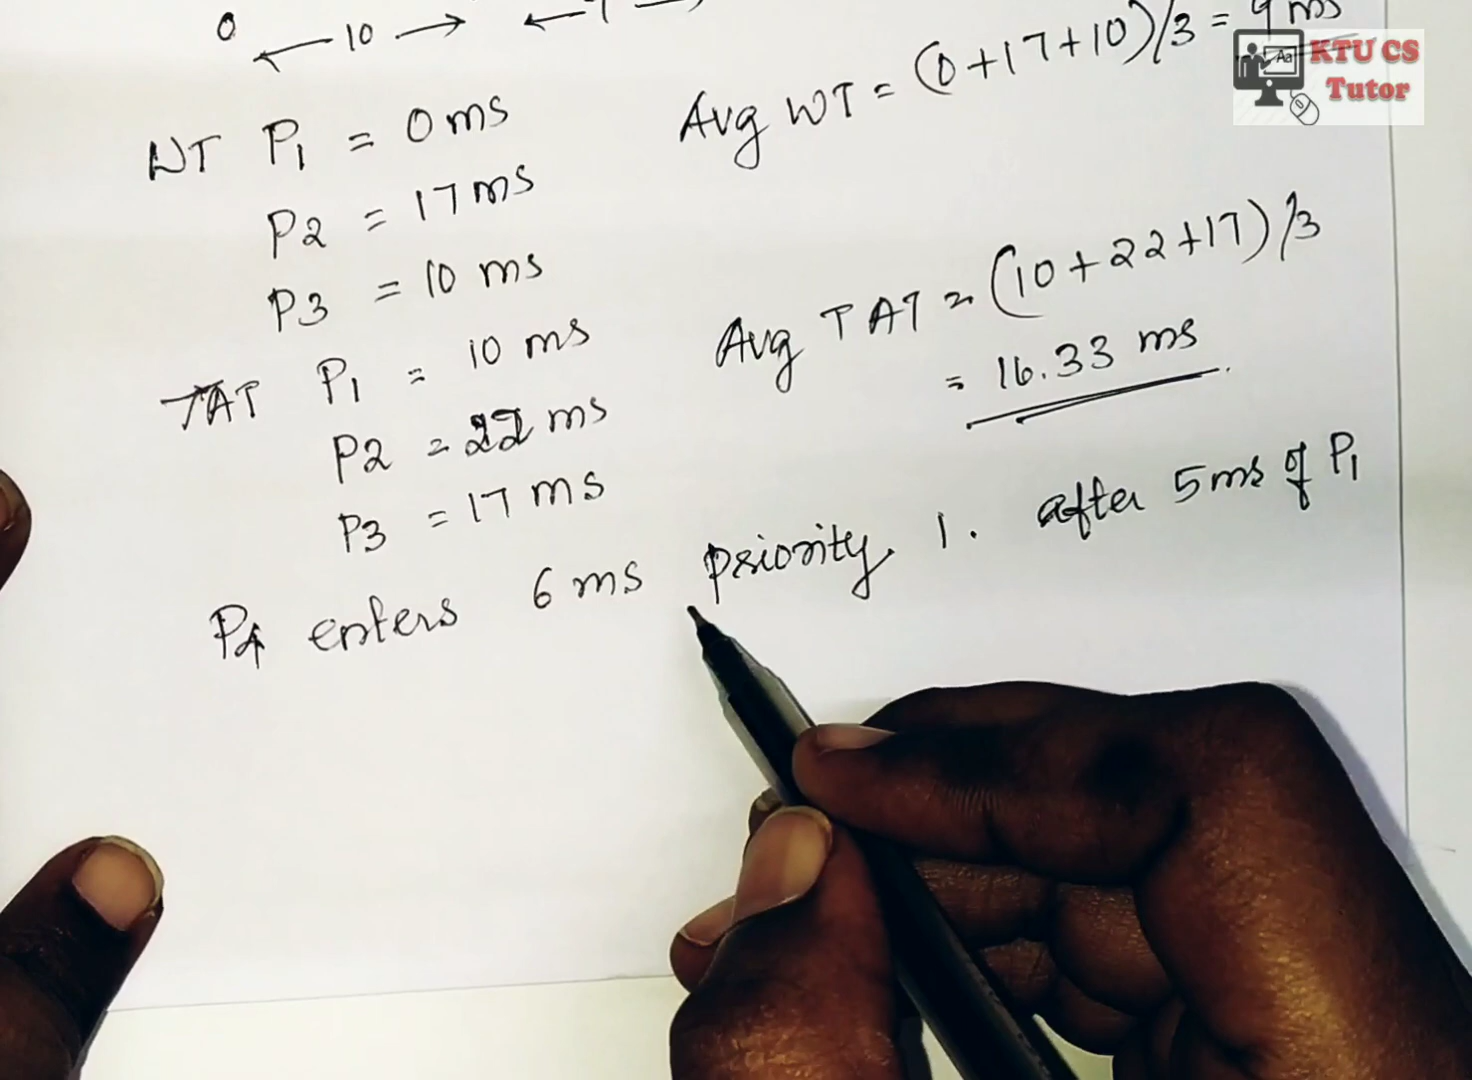 0
10
WT P1 = 0 ms
P2 = 17 ms
P3 = 10 ms
TAT P1 = 10 ms
P2 = 22 ms
P3 = 17 ms
Avg WT = (0+17+10)/3 = 9 ms
Avg TAT = (10+22+17)/3
= 16.33 ms
P4 enters 6 ms priority 1. after 5 ms of P1
Aa
KTU CS
Tutor